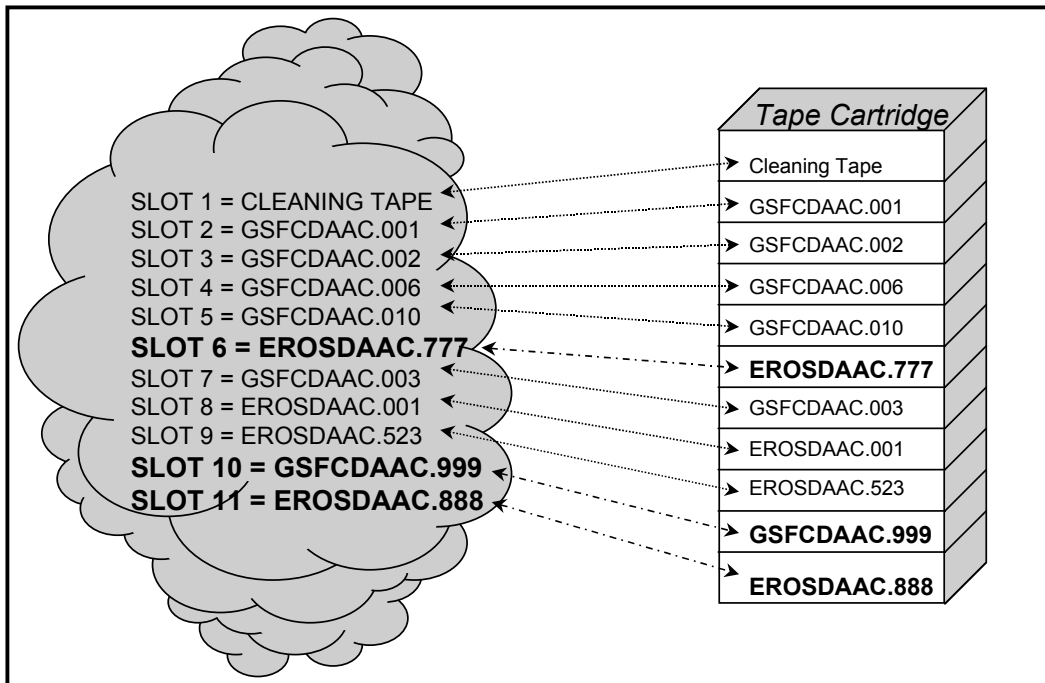 SLOT 1 = CLEANING TAPE
SLOT 2 = GSFCDAAC.001
SLOT 3 = GSFCDAAC.002
SLOT 4 = GSFCDAAC.006
SLOT 5 = GSFCDAAC.010
SLOT 6 = EROSDAAC.777
SLOT 7 = GSFCDAAC.003
SLOT 8 = EROSDAAC.001
SLOT 9 = EROSDAAC.523
SLOT 10 = GSFCDAAC.999
SLOT 11 = EROSDAAC.888
Tape Cartridge
Cleaning Tape
GSFCDAAC.001
GSFCDAAC.002
GSFCDAAC.006
GSFCDAAC.010
EROSDAAC.777
GSFCDAAC.003
EROSDAAC.001
EROSDAAC.523
GSFCDAAC.999
EROSDAAC.888